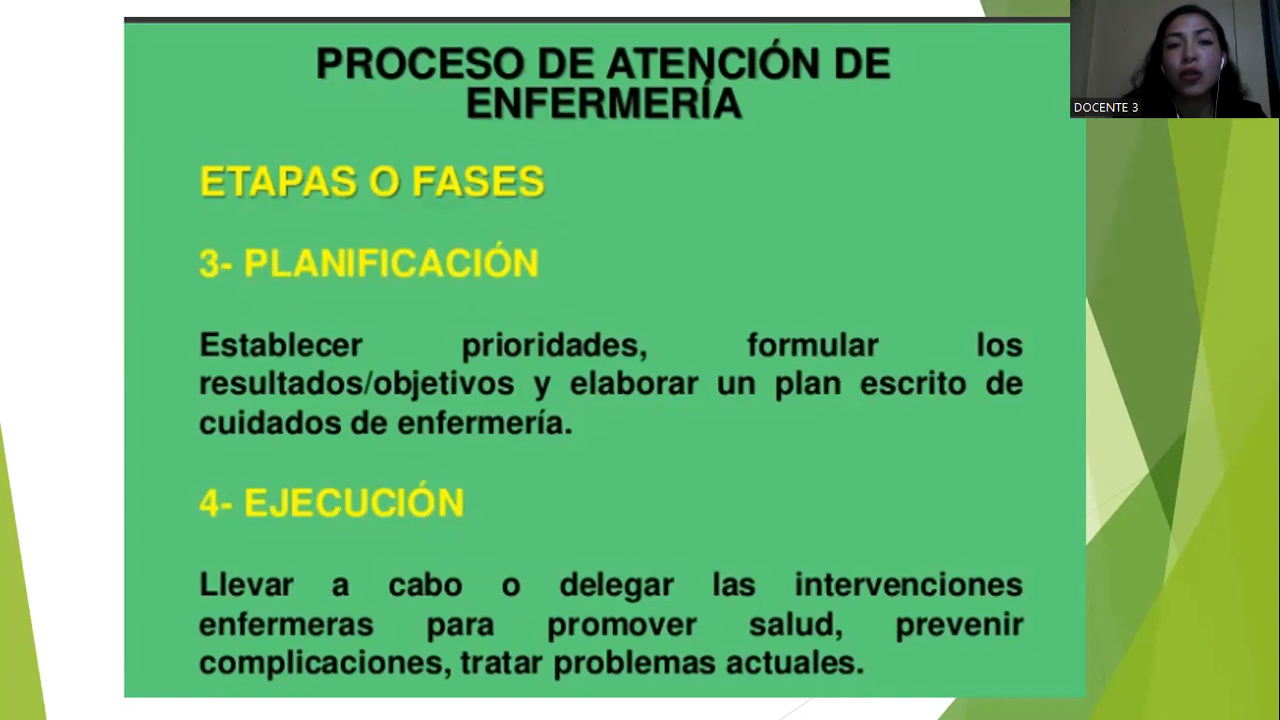 PROCESO DE ATENCIÓN DE
ENFERMERÍA
DOCENTE 3
ETAPAS O FASES
3- PLANIFICACIÓN
Establecer prioridades, formular los
resultados/objetivos y elaborar un plan escrito de
cuidados de enfermería.
4- EJECUCIÓN
Llevar a cabo o delegar las intervenciones
enfermeras para promover salud, prevenir
complicaciones, tratar problemas actuales.